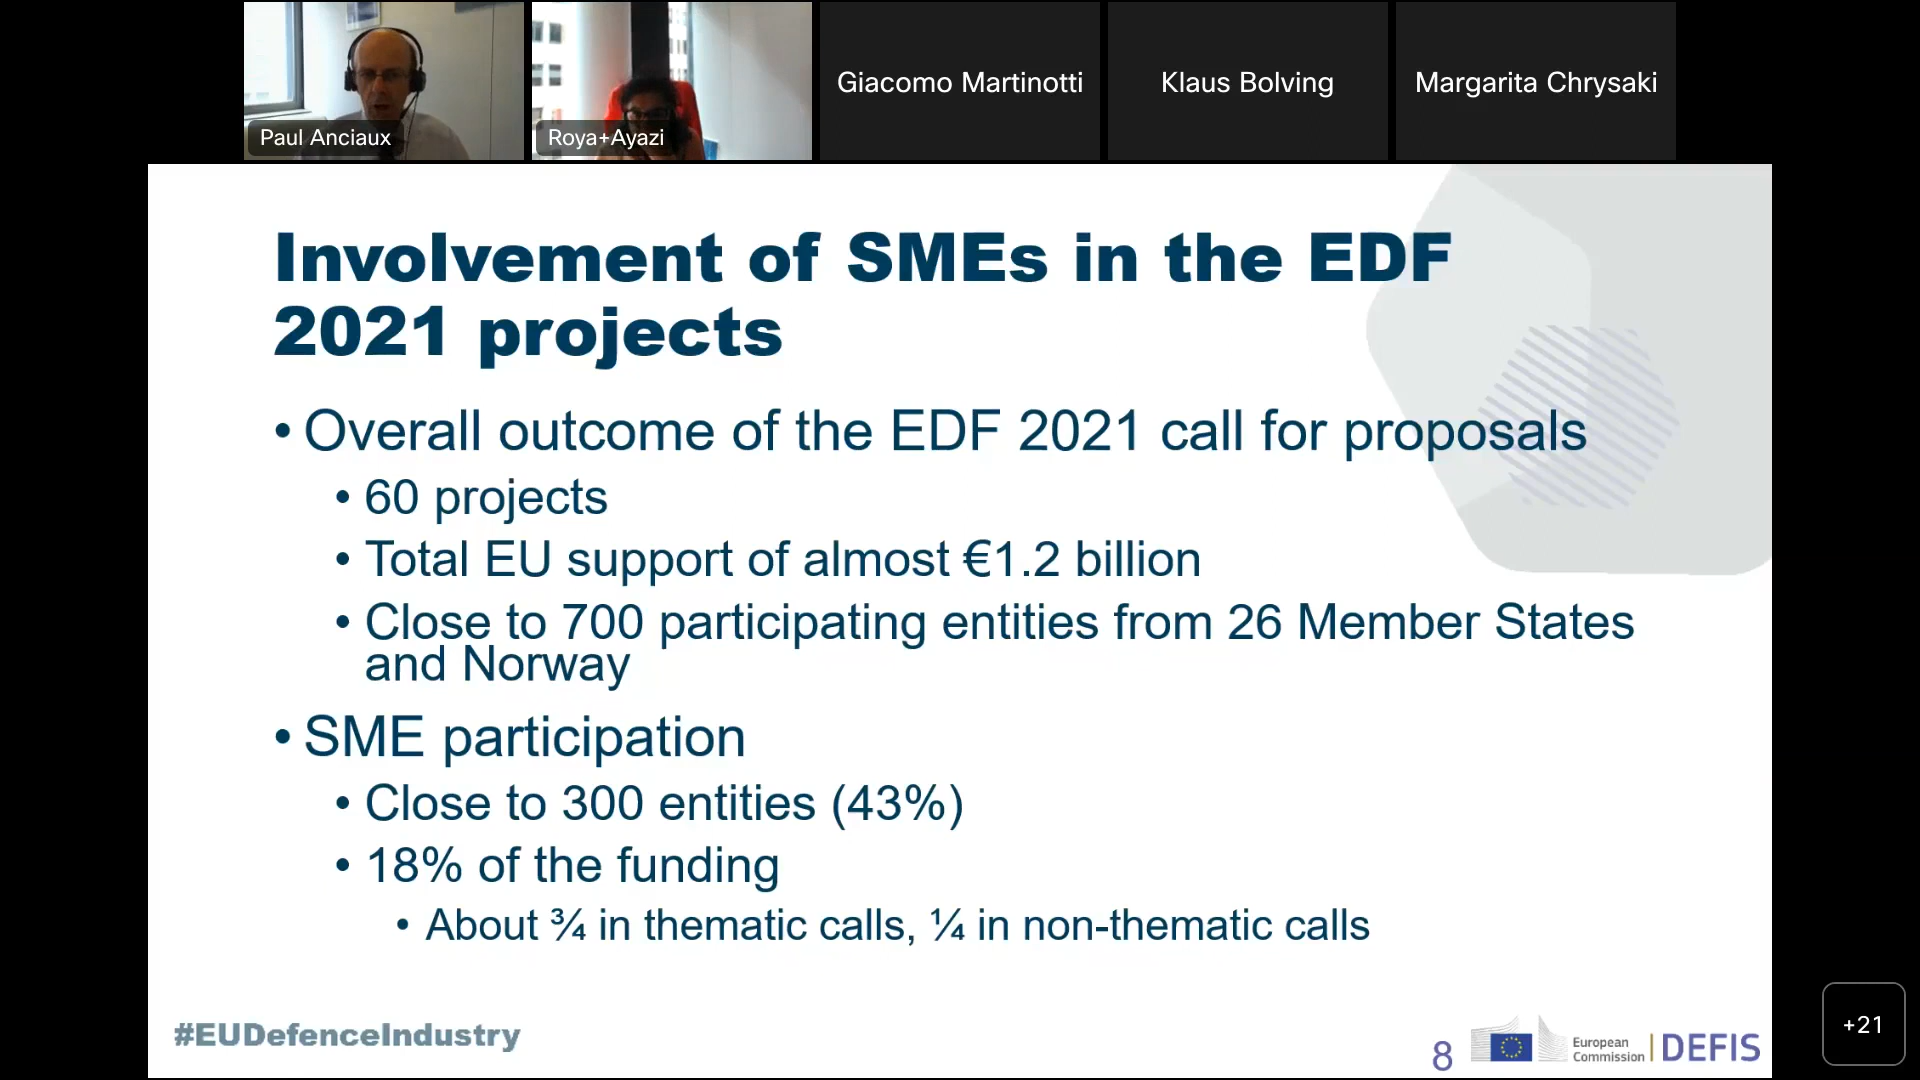 Paul Anciaux
Roya+Ayazi
Giacomo Martinotti
Klaus Bolving
Margarita Chrysaki
Involvement of SMEs in the EDF
2021 projects
• Overall outcome of the EDF 2021 call for proposals
• 60 projects
• Total EU support of almost €1.2 billion
• Close to 700 participating entities from 26 Member States
and Norway
• SME participation
• Close to 300 entities (43%)
• 18% of the funding
• About ¾ in thematic calls, ¼ in non-thematic calls
#EUDefenceIndustry
8
European
Commission
DEFIS
+21